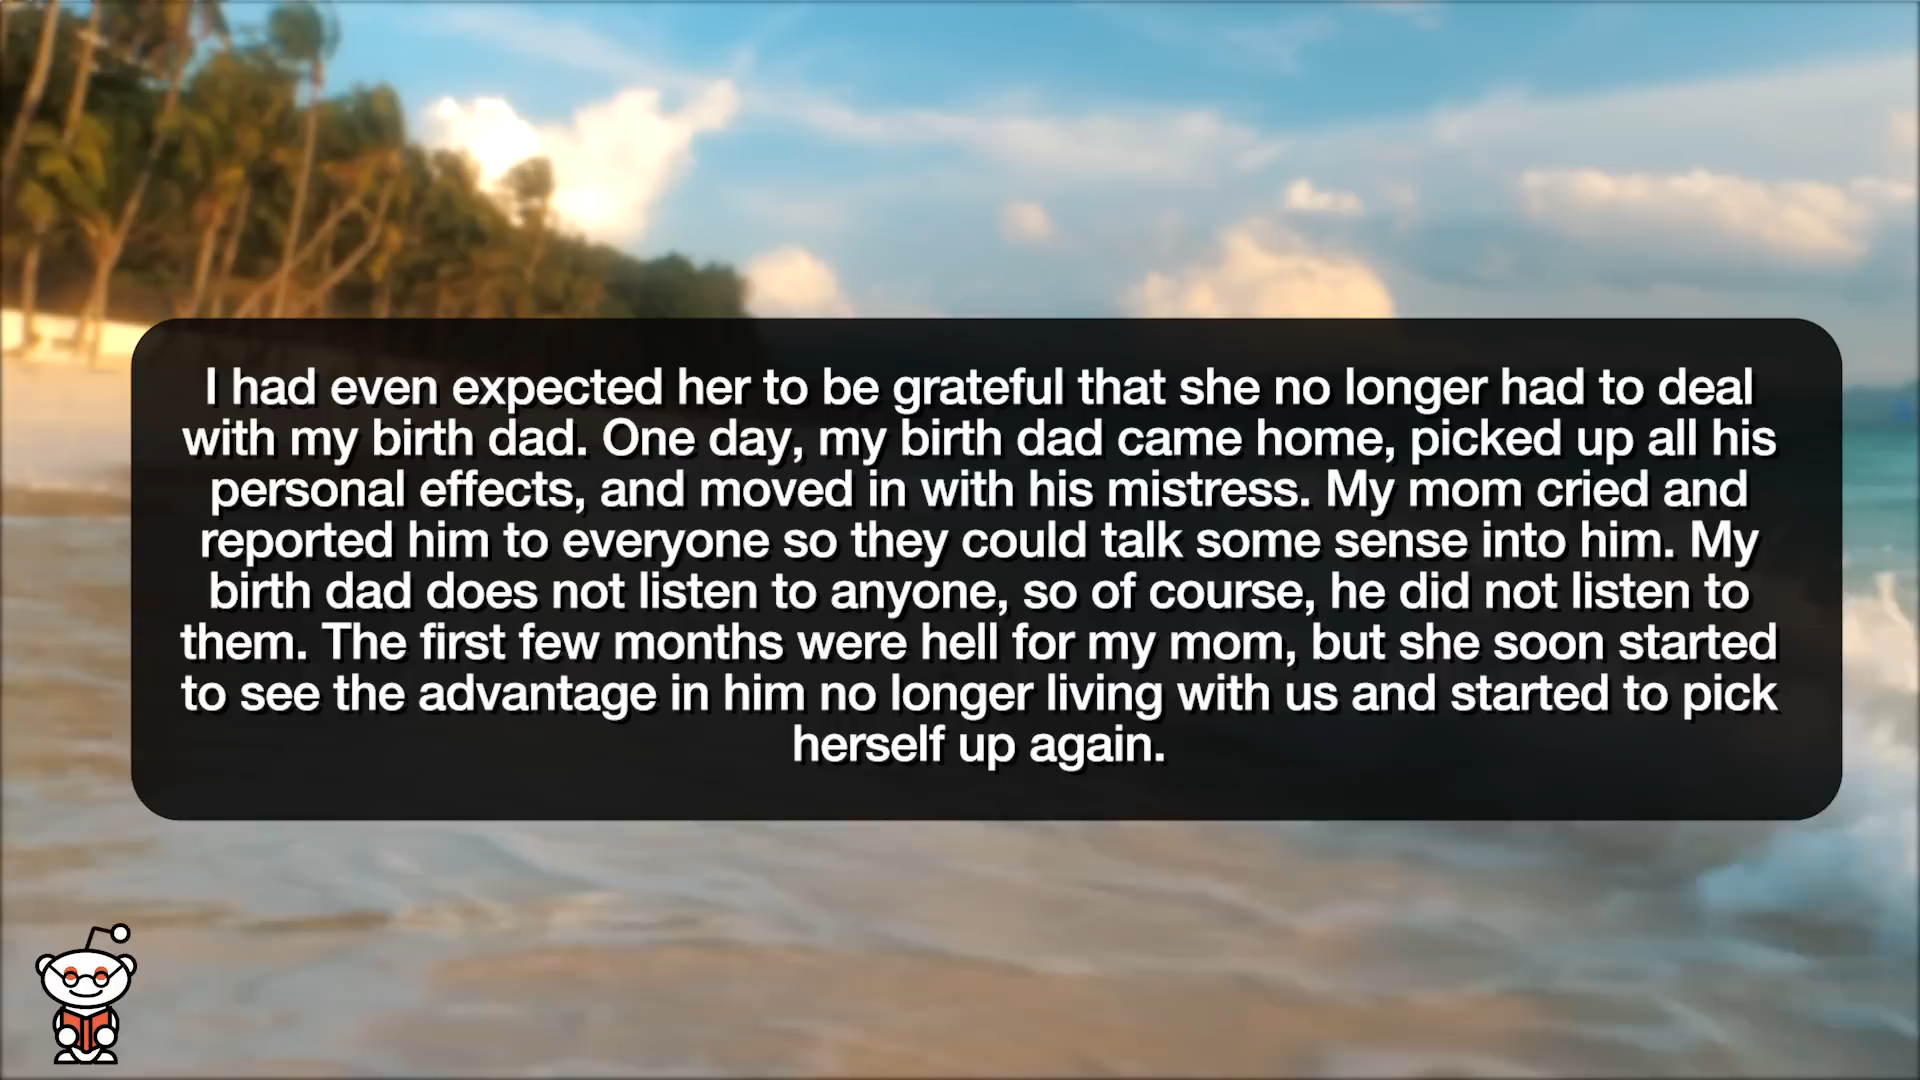 I had even expected her to be grateful that she no longer had to deal
with my birth dad. One day, my birth dad came home, picked up all his
personal effects, and moved in with his mistress. My mom cried and
reported him to everyone so they could talk some sense into him. My
birth dad does not listen to anyone, so of course, he did not listen to
them. The first few months were hell for my mom, but she soon started
to see the advantage in him no longer living with us and started to pick
herself up again.